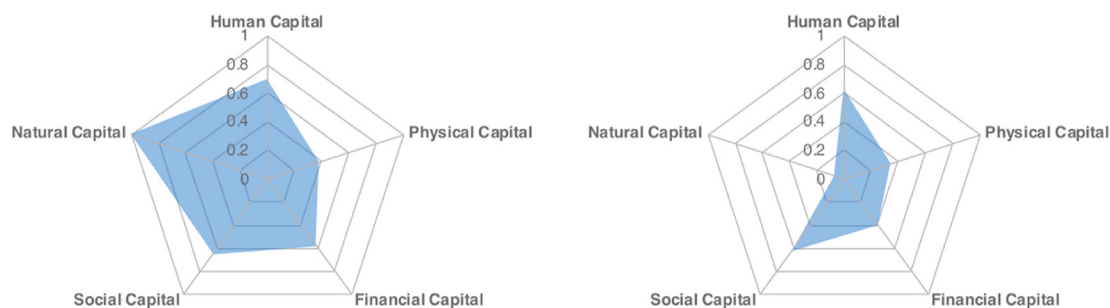 Human Capital
1
0.8
0.6
0.4
0.2
0
Natural Capital
Physical Capital
Social Capital
Financial Capital
Human Capital
1
0.8
0.6
0.4
0.2
0
Natural Capital
Physical Capital
Social Capital
Financial Capital